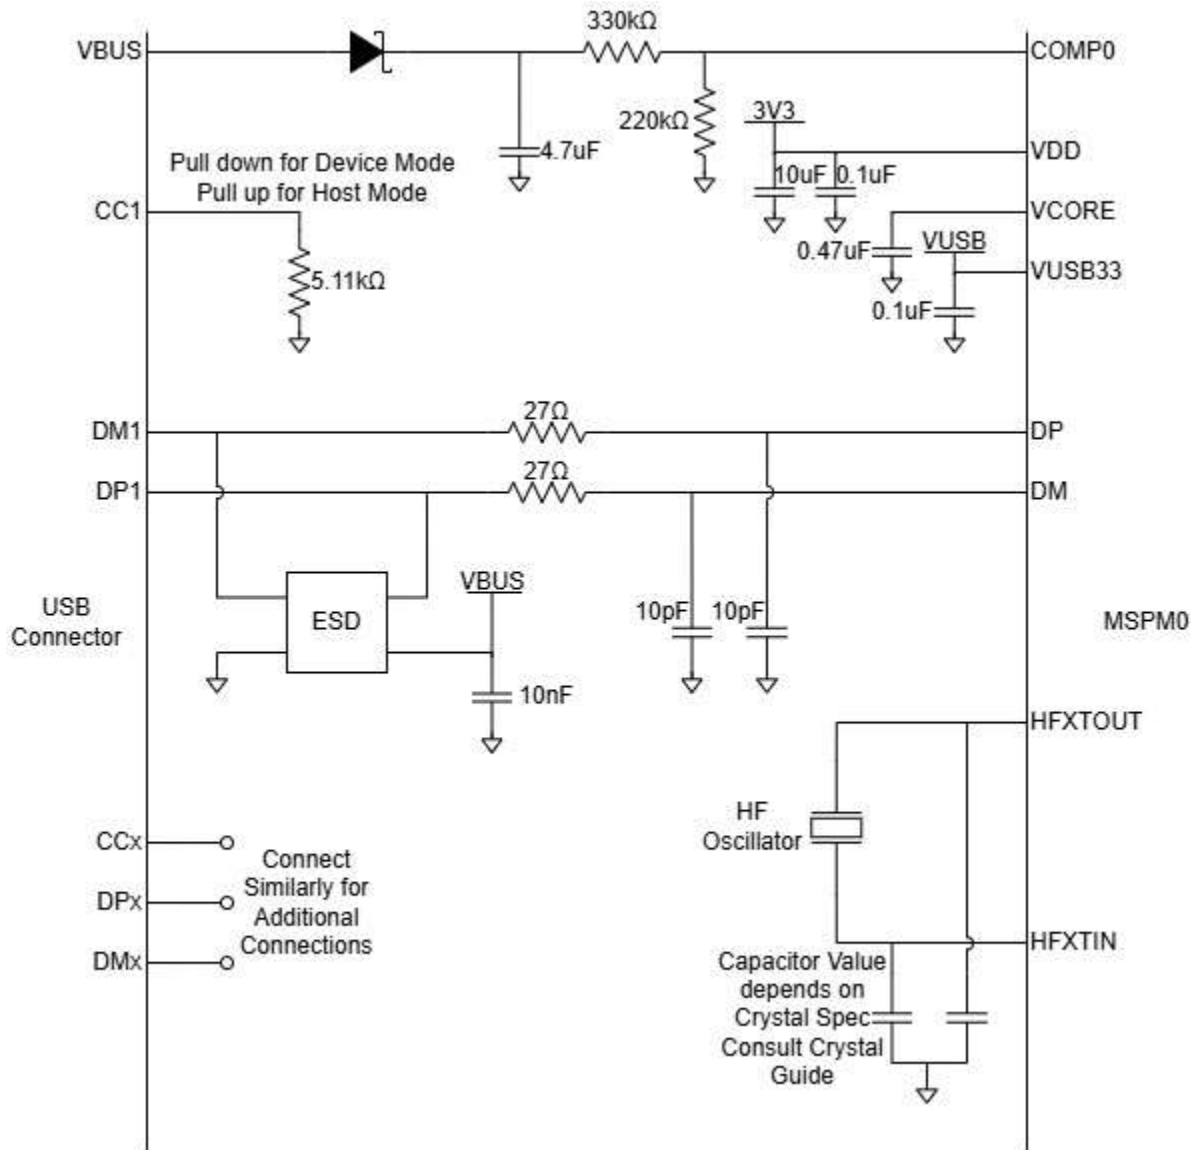 330kΩ
VBUS
COMP0
220kΩ
3V3
4.7uF
VDD
Pull down for Device Mode
Pull up for Host Mode
10uF
0.1uF
CC1
VCORE
0.47uF
VUSB
5.11kΩ
VUSB33
0.1uF
27Ω
DM1
DP
27Ω
DP1
DM
VBUS
USB
Connector
ESD
10pF
10pF
MSPM0
10nF
HFXTOUT
HF
Oscillator
CCx
DPx
DMx
Connect
Similarly for
Additional
Connections
HFXTIN
Capacitor Value
depends on
Crystal Spec
Consult Crystal
Guide